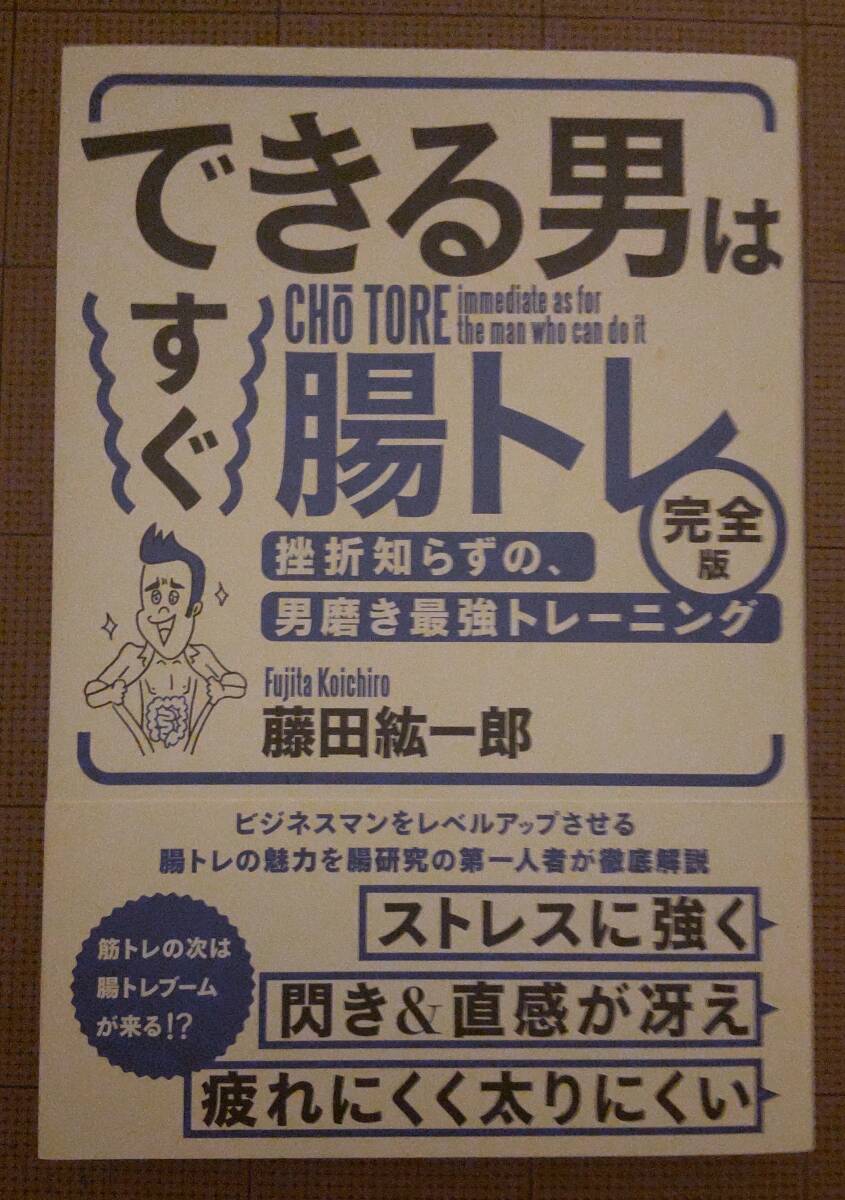 できる男は
すぐ
CHō TORE immediate as for
the man who can do it
腸トレ
完全
版
挫折知らずの、
男磨き最強トレーニング
Fujita Koichiro
藤田紘一郎
ビジネスマンをレベルアップさせる
腸トレの魅力を腸研究の第一人者が徹底解説
筋トレの次は
腸トレブーム
が来る!?
ストレスに強く
閃き&直感が冴え
疲れにくく太りにくい